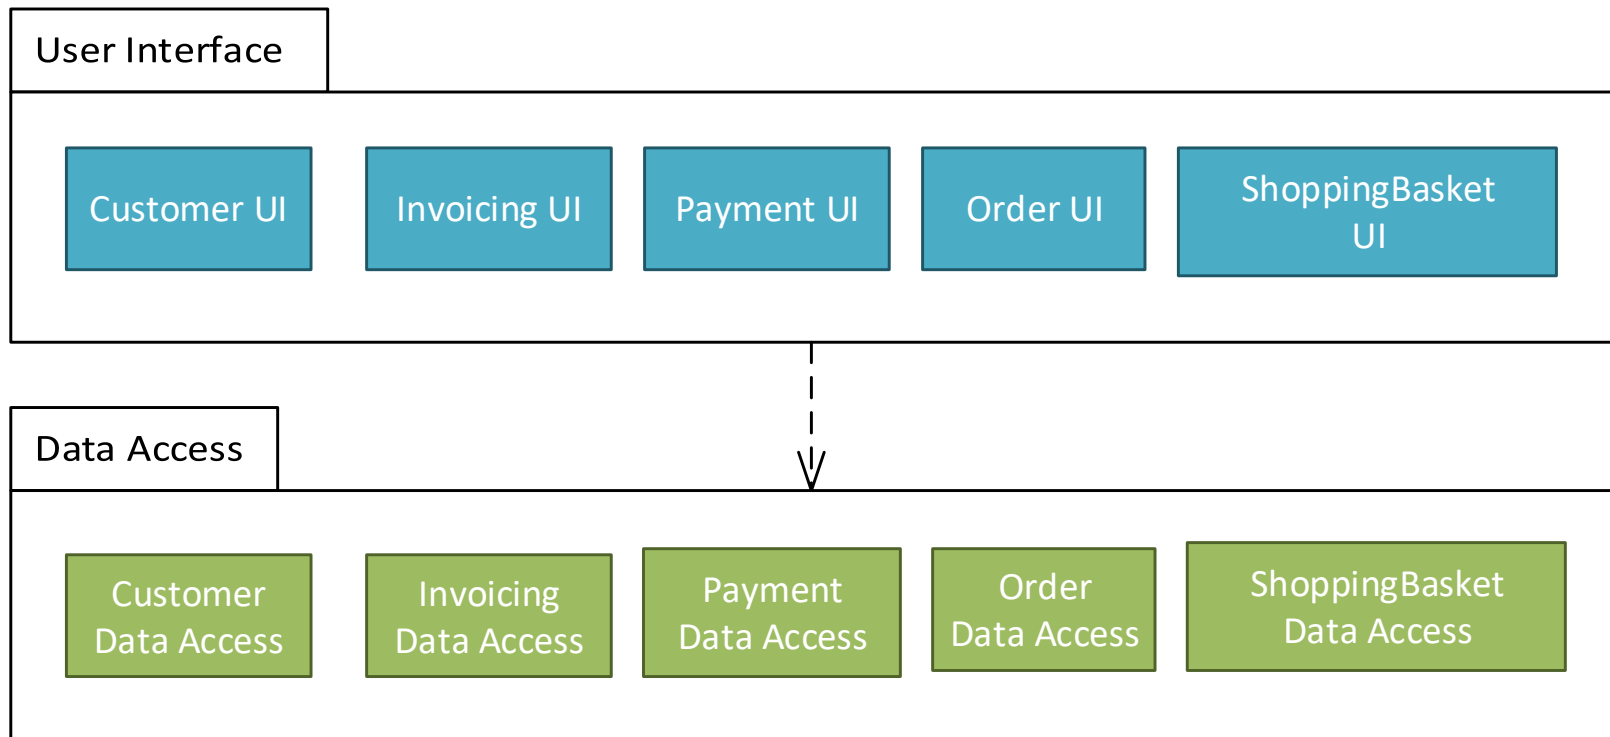 User Interface
Customer UI
Invoicing UI
Payment UI
Order UI
ShoppingBasket
UI
Data Access
Customer
Data Access
Invoicing
Data Access
Payment
Data Access
Order
Data Access
ShoppingBasket
Data Access